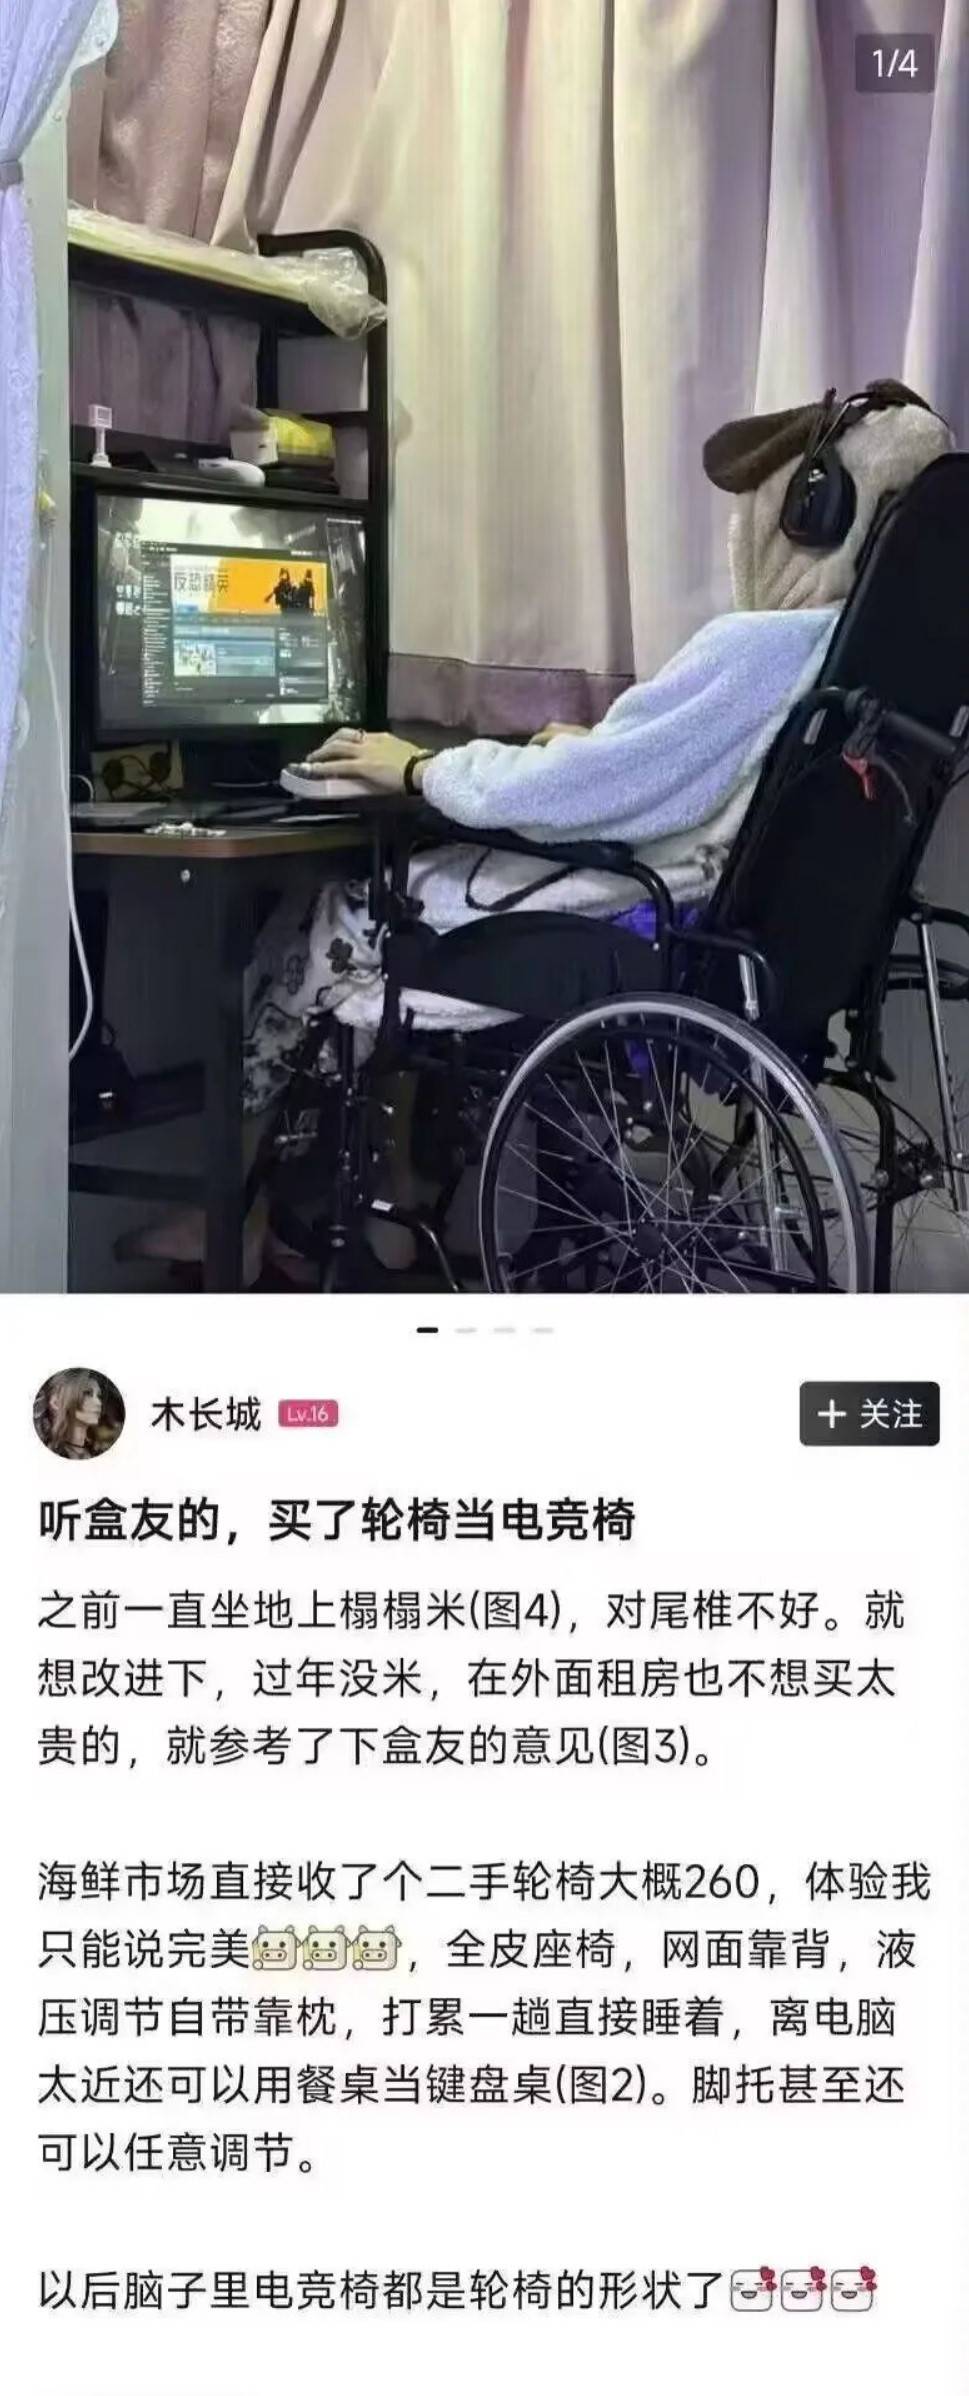 1/4
反恐精英
木长城 Lv.16
+ 关注
听盒友的，买了轮椅当电竞椅
之前一直坐地上榻榻米(图4)，对尾椎不好。就
想改进下，过年没米，在外面租房也不想买太
贵的，就参考了下盒友的意见(图3)。
海鲜市场直接收了个二手轮椅大概260，体验我
只能说完美，全皮座椅，网面靠背，液
压调节自带靠枕，打累一趟直接睡着，离电脑
太近还可以用餐桌当键盘桌(图2)。脚托甚至还
可以任意调节。
以后脑子里电竞椅都是轮椅的形状了